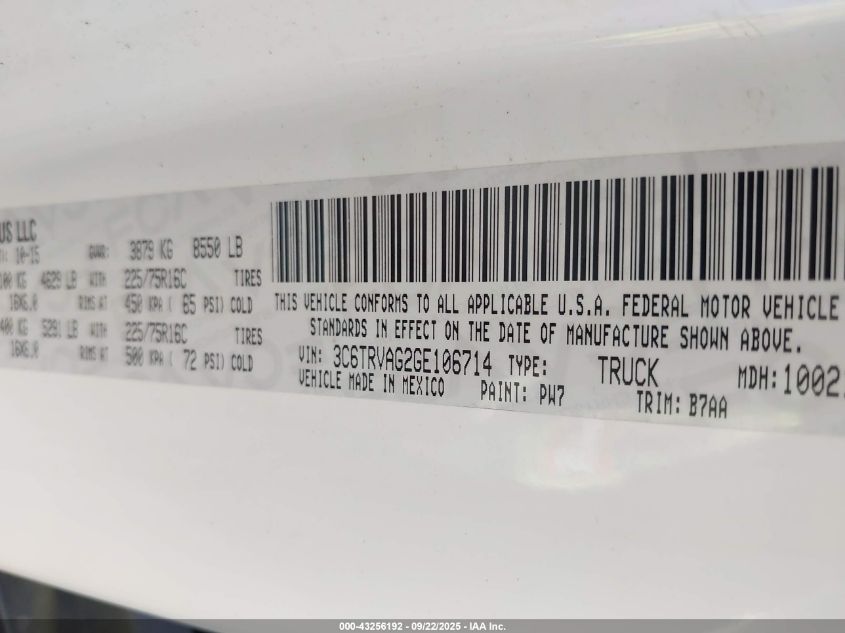 US LLC
10-15 GVWR: 3879 KG 8550 LB
100 KG 4629 LB WITH 225/75R16C TIRES
16X6.0 RIMS AT 450 KPA ( 65 PSI) COLD
400 KG 5291 LB WITH 225/75R16C TIRES
16X6.0 RIMS AT 500 KPA ( 72 PSI) COLD
THIS VEHICLE CONFORMS TO ALL APPLICABLE U.S.A. FEDERAL MOTOR VEHICLE
STANDARDS IN EFFECT ON THE DATE OF MANUFACTURE SHOWN ABOVE.
VIN: 3C6TRVAG2GE106714 TYPE: TRUCK MDH: 1002
VEHICLE MADE IN MEXICO PAINT: PW7 TRIM: B7AA
000-43256192 - 09/22/2025 - IAA Inc.